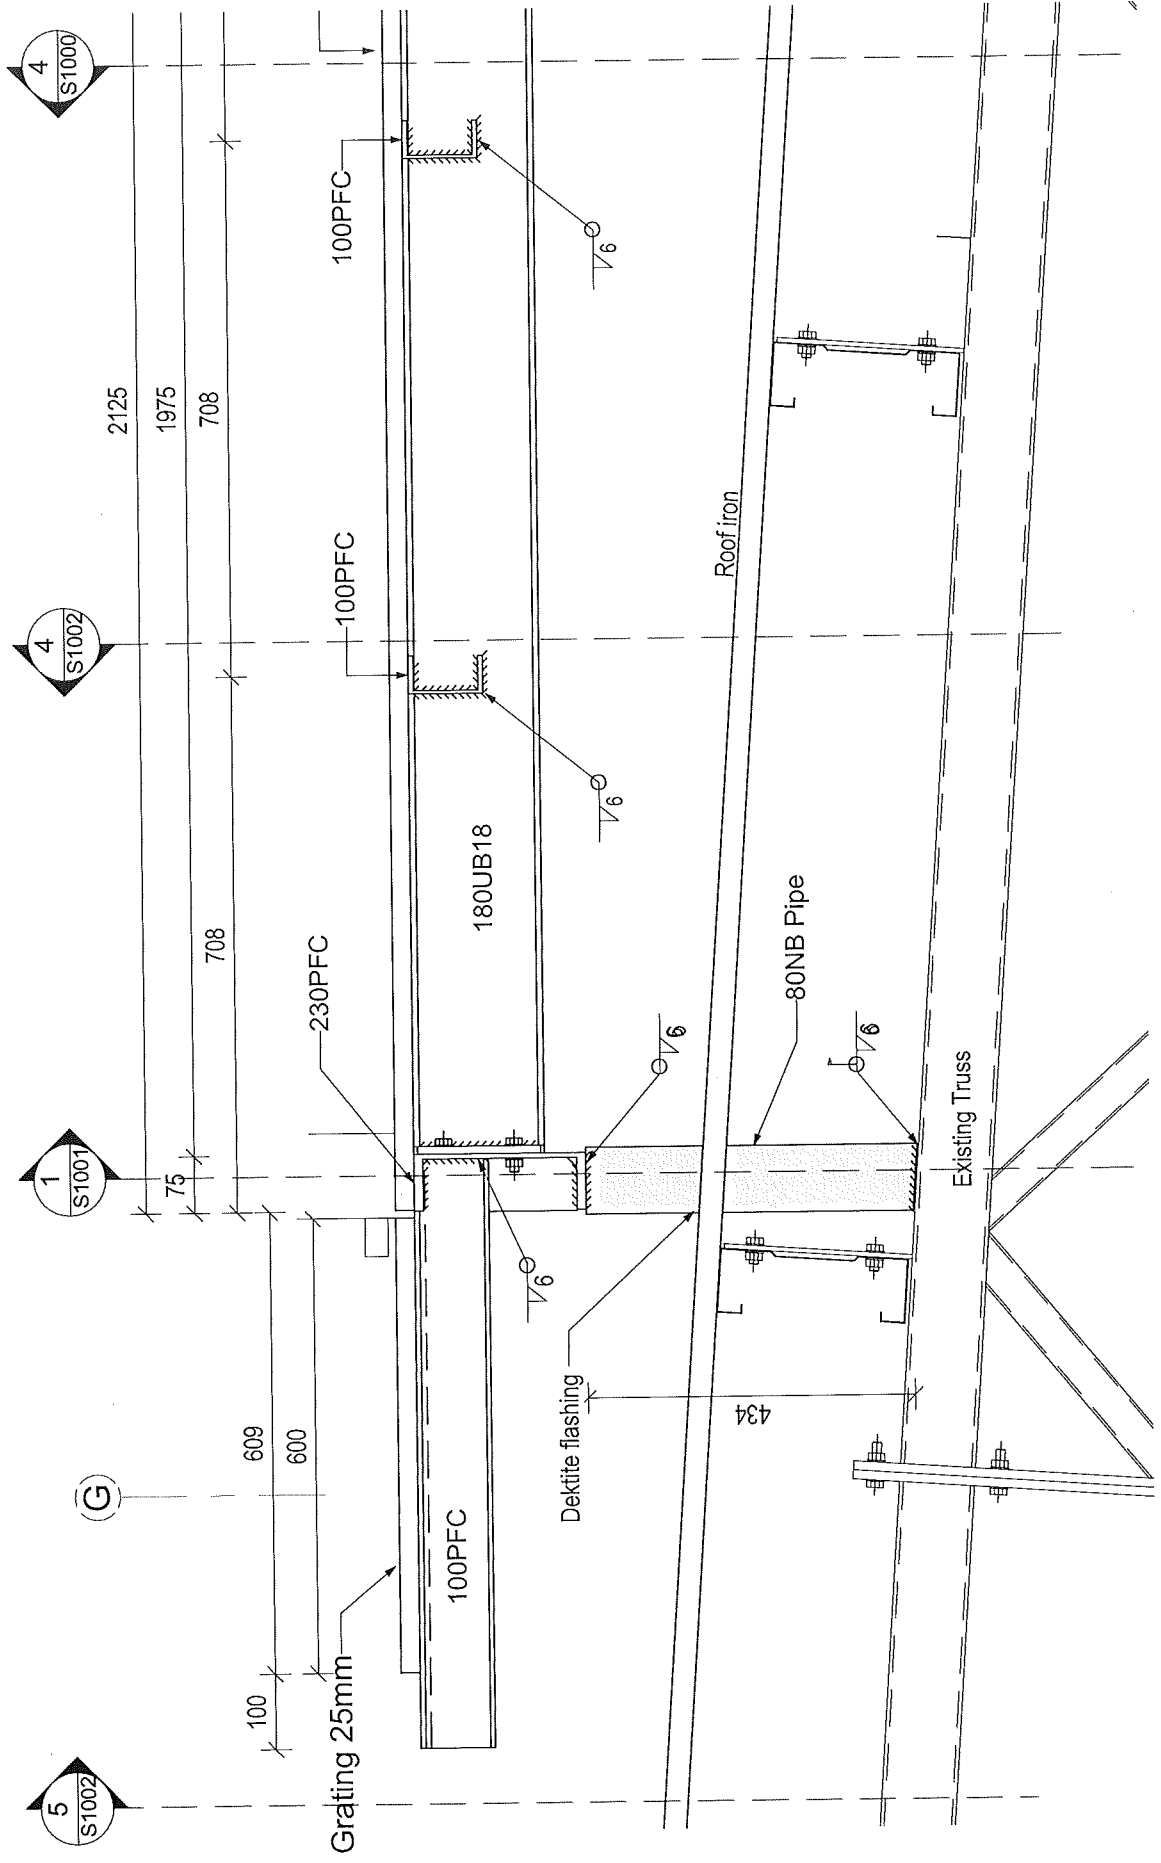 5
S1002
G
1
S1001
4
S1002
4
S1000
2125
75
1975
708
708
708
100
609
600
Grating 25mm
230PFC
100PFC
100PFC
100PFC
180UB18
6
6
6
6
6
Dektite flashing
434
80NB Pipe
Roof iron
Existing Truss